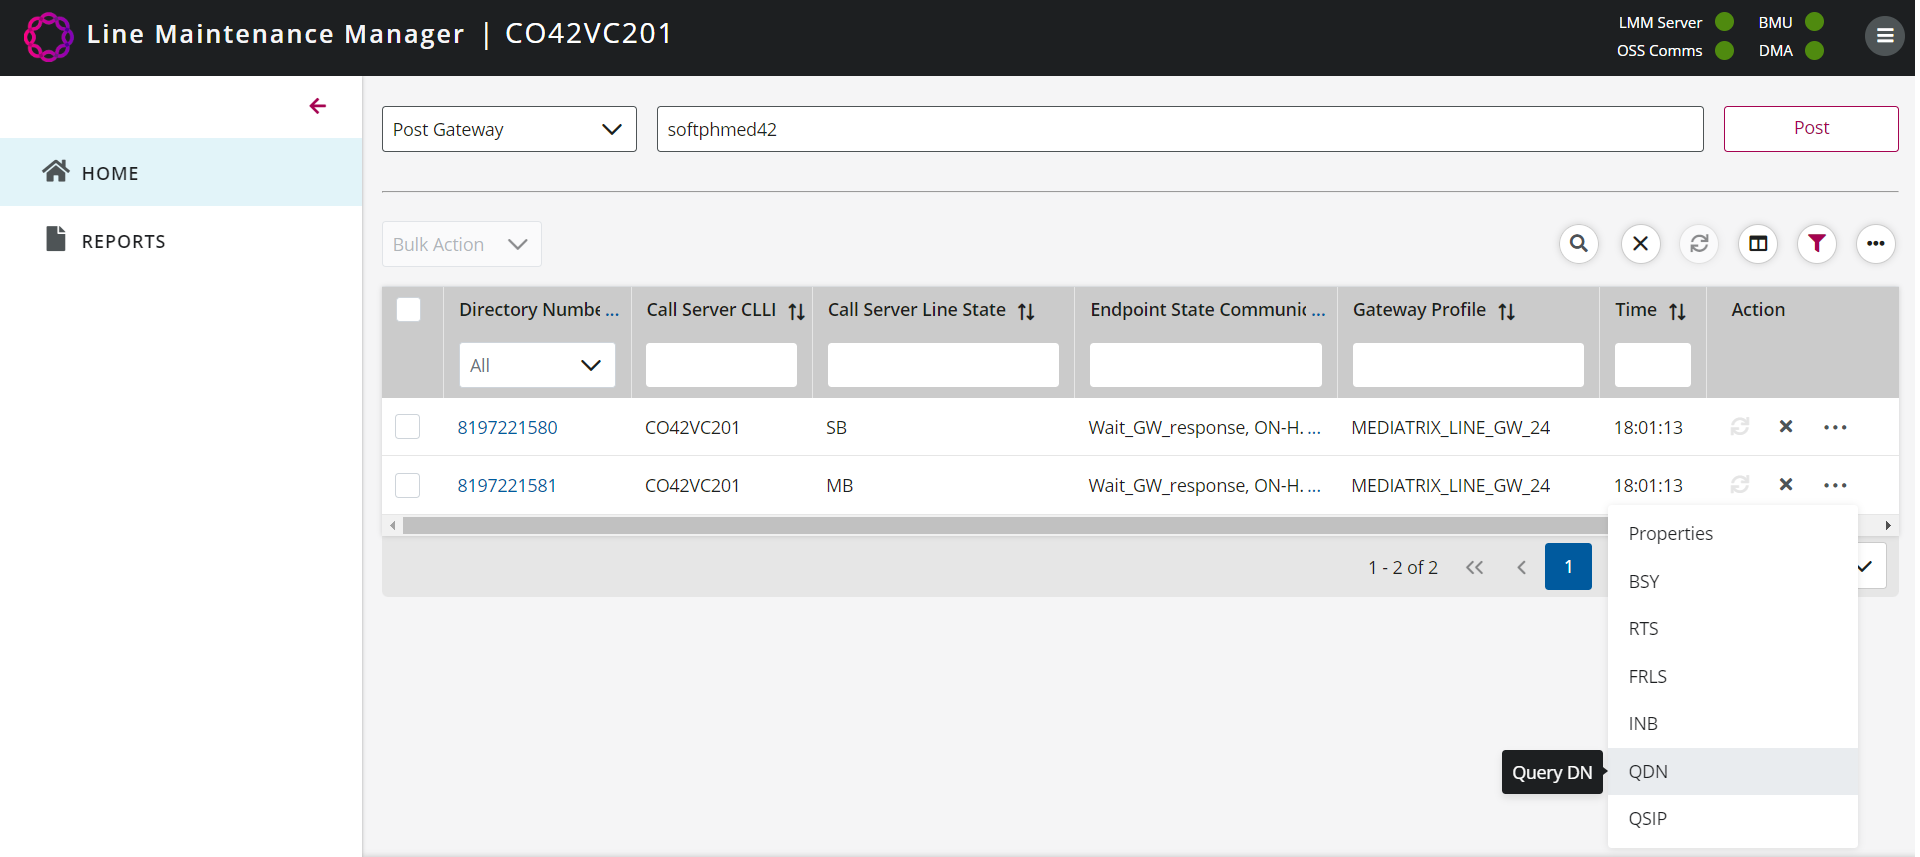 Line Maintenance Manager | CO42VC201
LMM Server
BMU
OSS Comms
DMA
HOME
REPORTS
Post Gateway
softphmed42
Post
Bulk Action
Directory Numbe ...
Call Server CLLI
Call Server Line State
Endpoint State Communic ...
Gateway Profile
Time
Action
All
8197221580 CO42VC201 SB Wait_GW_response, ON-H. ... MEDIATRIX_LINE_GW_24 18:01:13
8197221581 CO42VC201 MB Wait_GW_response, ON-H. ... MEDIATRIX_LINE_GW_24 18:01:13
1 - 2 of 2
1
Properties
BSY
RTS
FRLS
INB
Query DN
QDN
QSIP